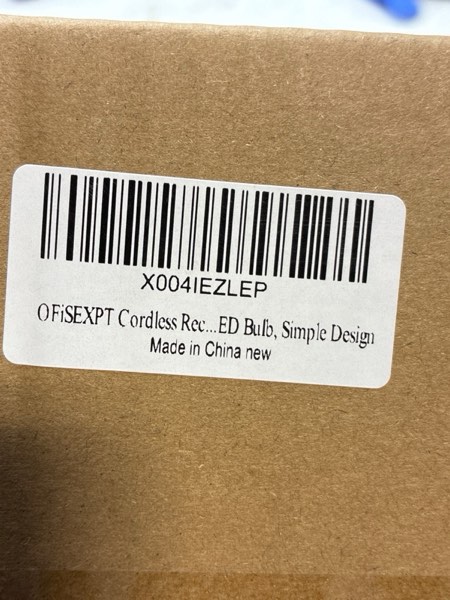 X004IEZLEP
OFiSEXPT Cordless Rec...ED Bulb, Simple Design
Made in China new